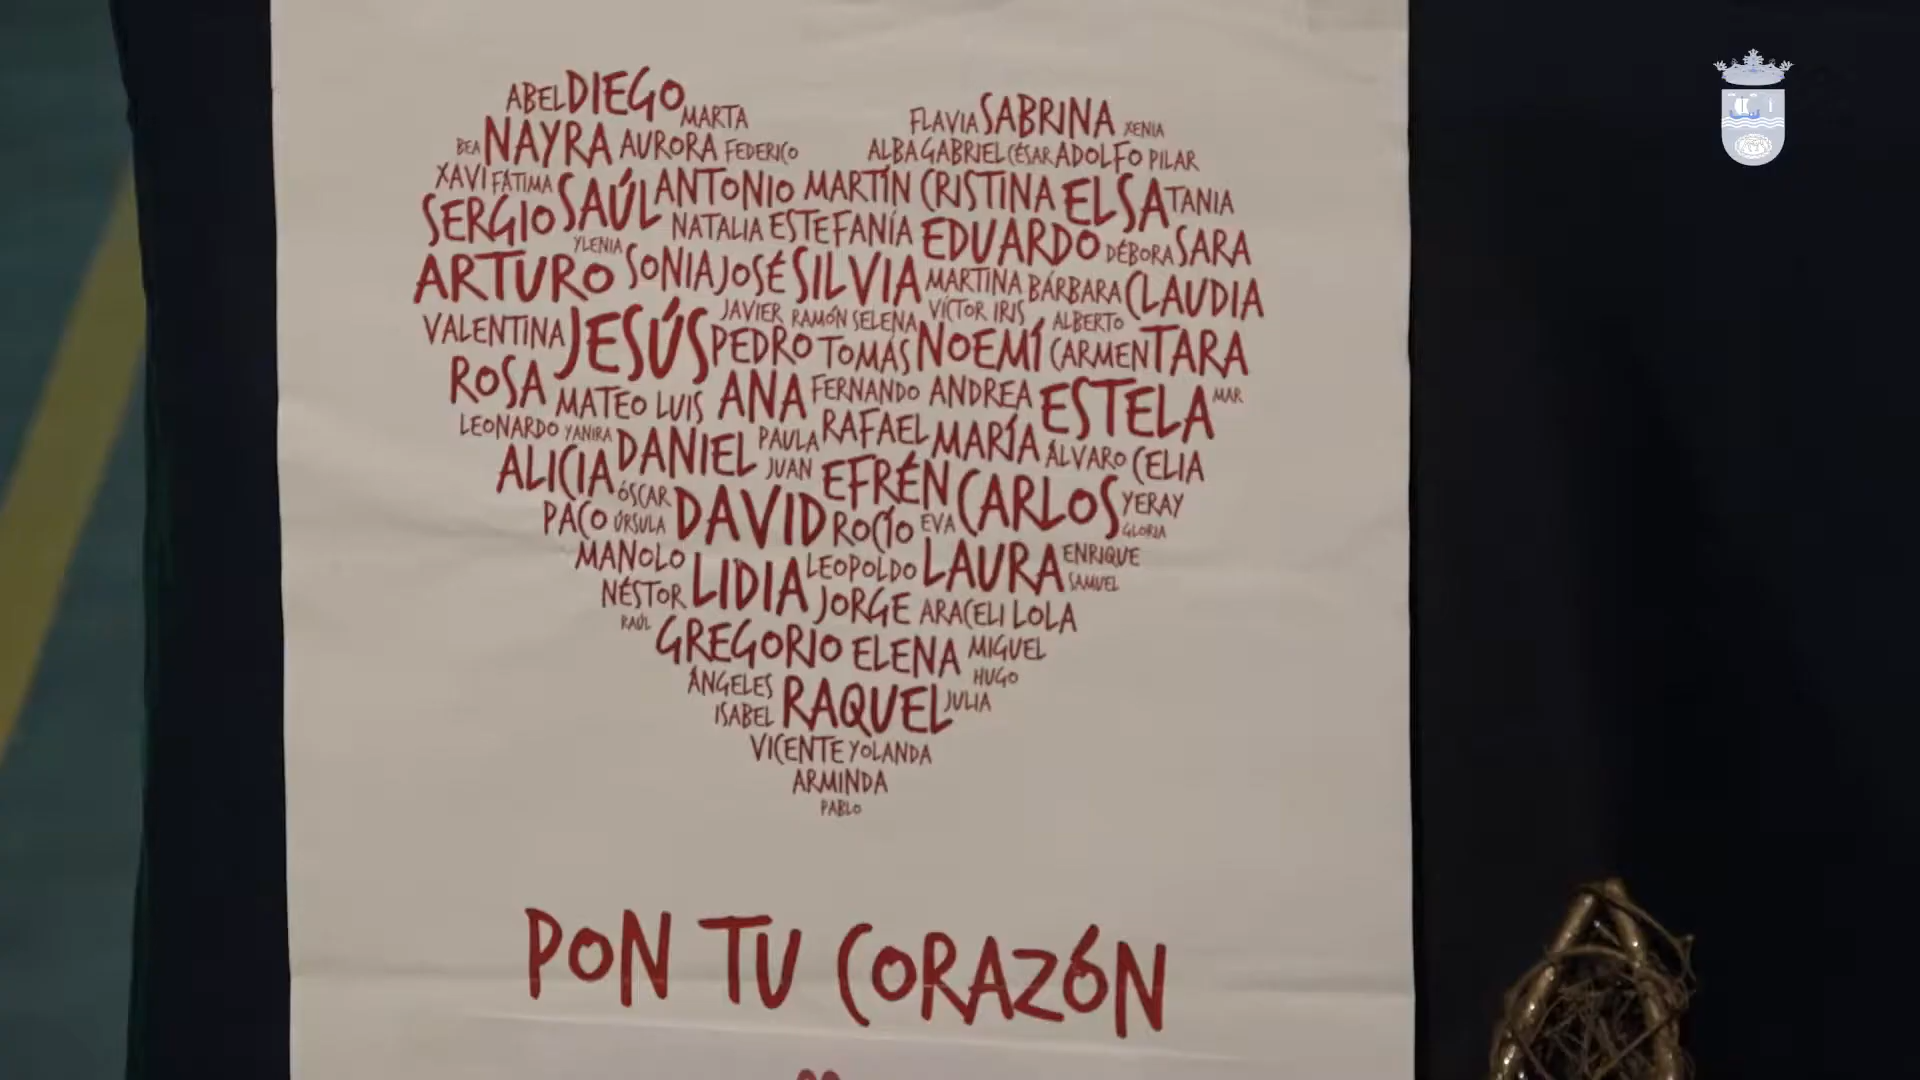 ABEL DIEGO MARTA FLAVIA SABRINA XENIA
BEA NAYRA AURORA FEDERICO ALBA GABRIEL CÉSAR ADOLFO PILAR
XAVI FÁTIMA SAÚL ANTONIO MARTÍN CRISTINA ELSA TANIA
SERGIO NATALIA ESTEFANÍA EDUARDO DÉBORA SARA
YLENIA
ARTURO SONIA JOSÉ SILVIA MARTINA BÁRBARA CLAUDIA
JAVIER RAMÓN SELENA VÍCTOR IRIS ALBERTO
VALENTINA JESÚS PEDRO TOMÁS NOEMÍ CARMEN TARA
ROSA MATEO LUIS ANA FERNANDO ANDREA ESTELA MAR
LEONARDO YANIRA DANIEL PAULA RAFAEL MARÍA ÁLVARO CELIA
ALICIA ÓSCAR JUAN EFRÉN CARLOS YERAY
PACO ÚRSULA DAVID ROCÍO EVA GLORIA
MANOLO LIDIA LEOPOLDO LAURA ENRIQUE
NÉSTOR JORGE ARACELI LOLA SAMUEL
RAÚL GREGORIO ELENA MIGUEL
ÁNGELES RAQUEL HUGO
ISABEL JULIA
VICENTE YOLANDA
ARMINDA
PABLO
PON TU CORAZÓN